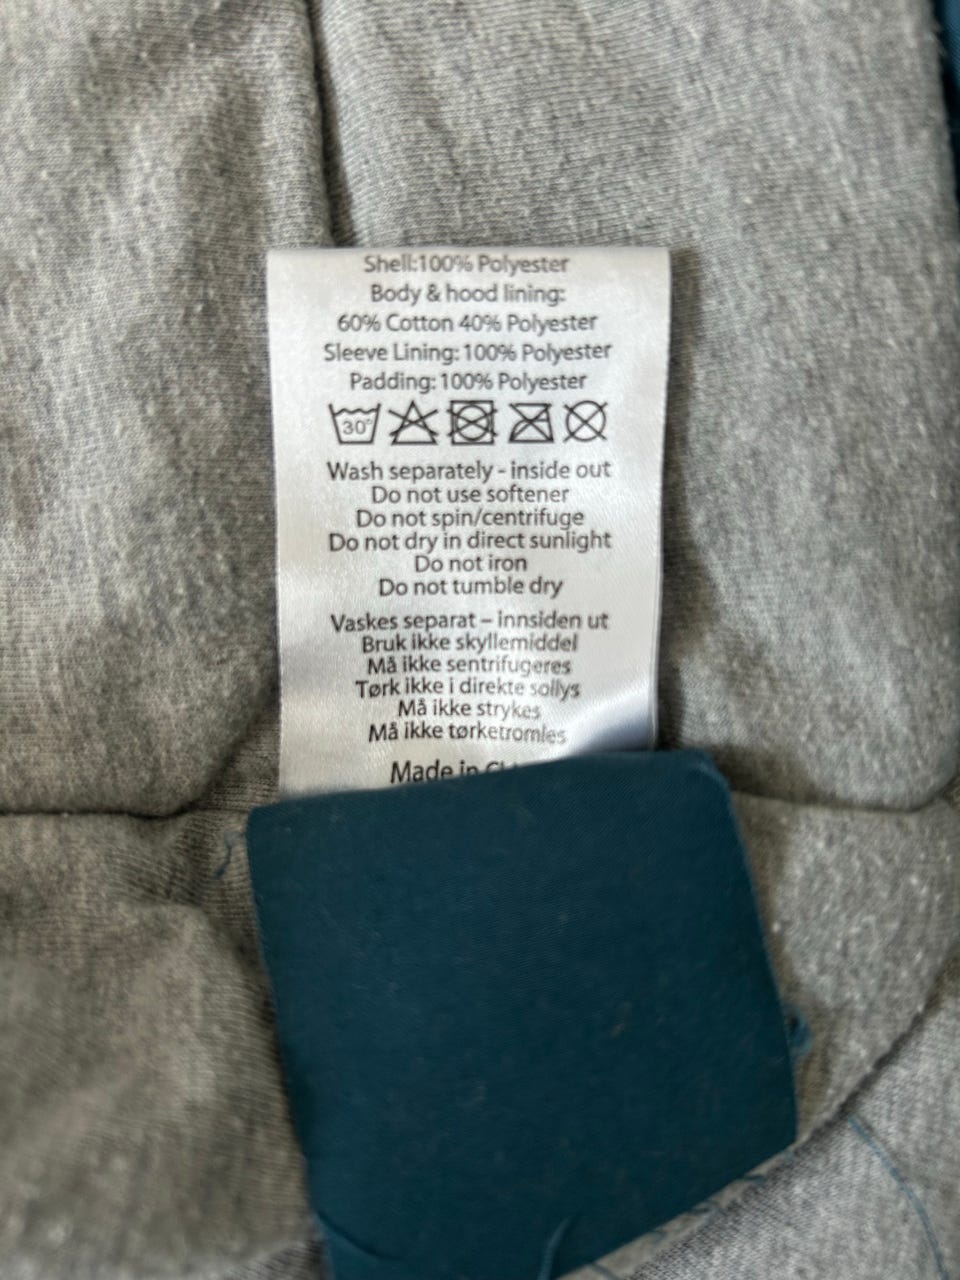 Shell:100% Polyester
Body & hood lining:
60% Cotton 40% Polyester
Sleeve Lining: 100% Polyester
Padding: 100% Polyester
30°
Wash separately - inside out
Do not use softener
Do not spin/centrifuge
Do not dry in direct sunlight
Do not iron
Do not tumble dry
Vaskes separat – innsiden ut
Bruk ikke skyllemiddel
Må ikke sentrifugeres
Tørk ikke i direkte sollys
Må ikke strykes
Må ikke tørketromles
Made in